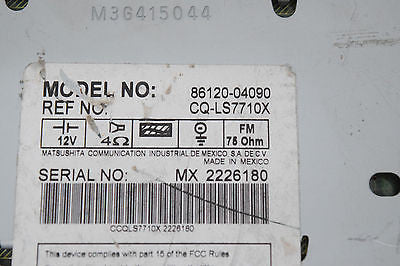 M3G415044
MODEL NO: 86120-04090
REF NO: CQ-LS7710X
12V 4Ω FM 75 Ohm
MATSUSHITA COMMUNICATION INDUSTRIAL DE MEXICO, S.A. DE C.V.
MADE IN MEXICO
SERIAL NO: MX 2226180
CCQLS7710X 2226180
This device complies with part 15 of the FCC Rules